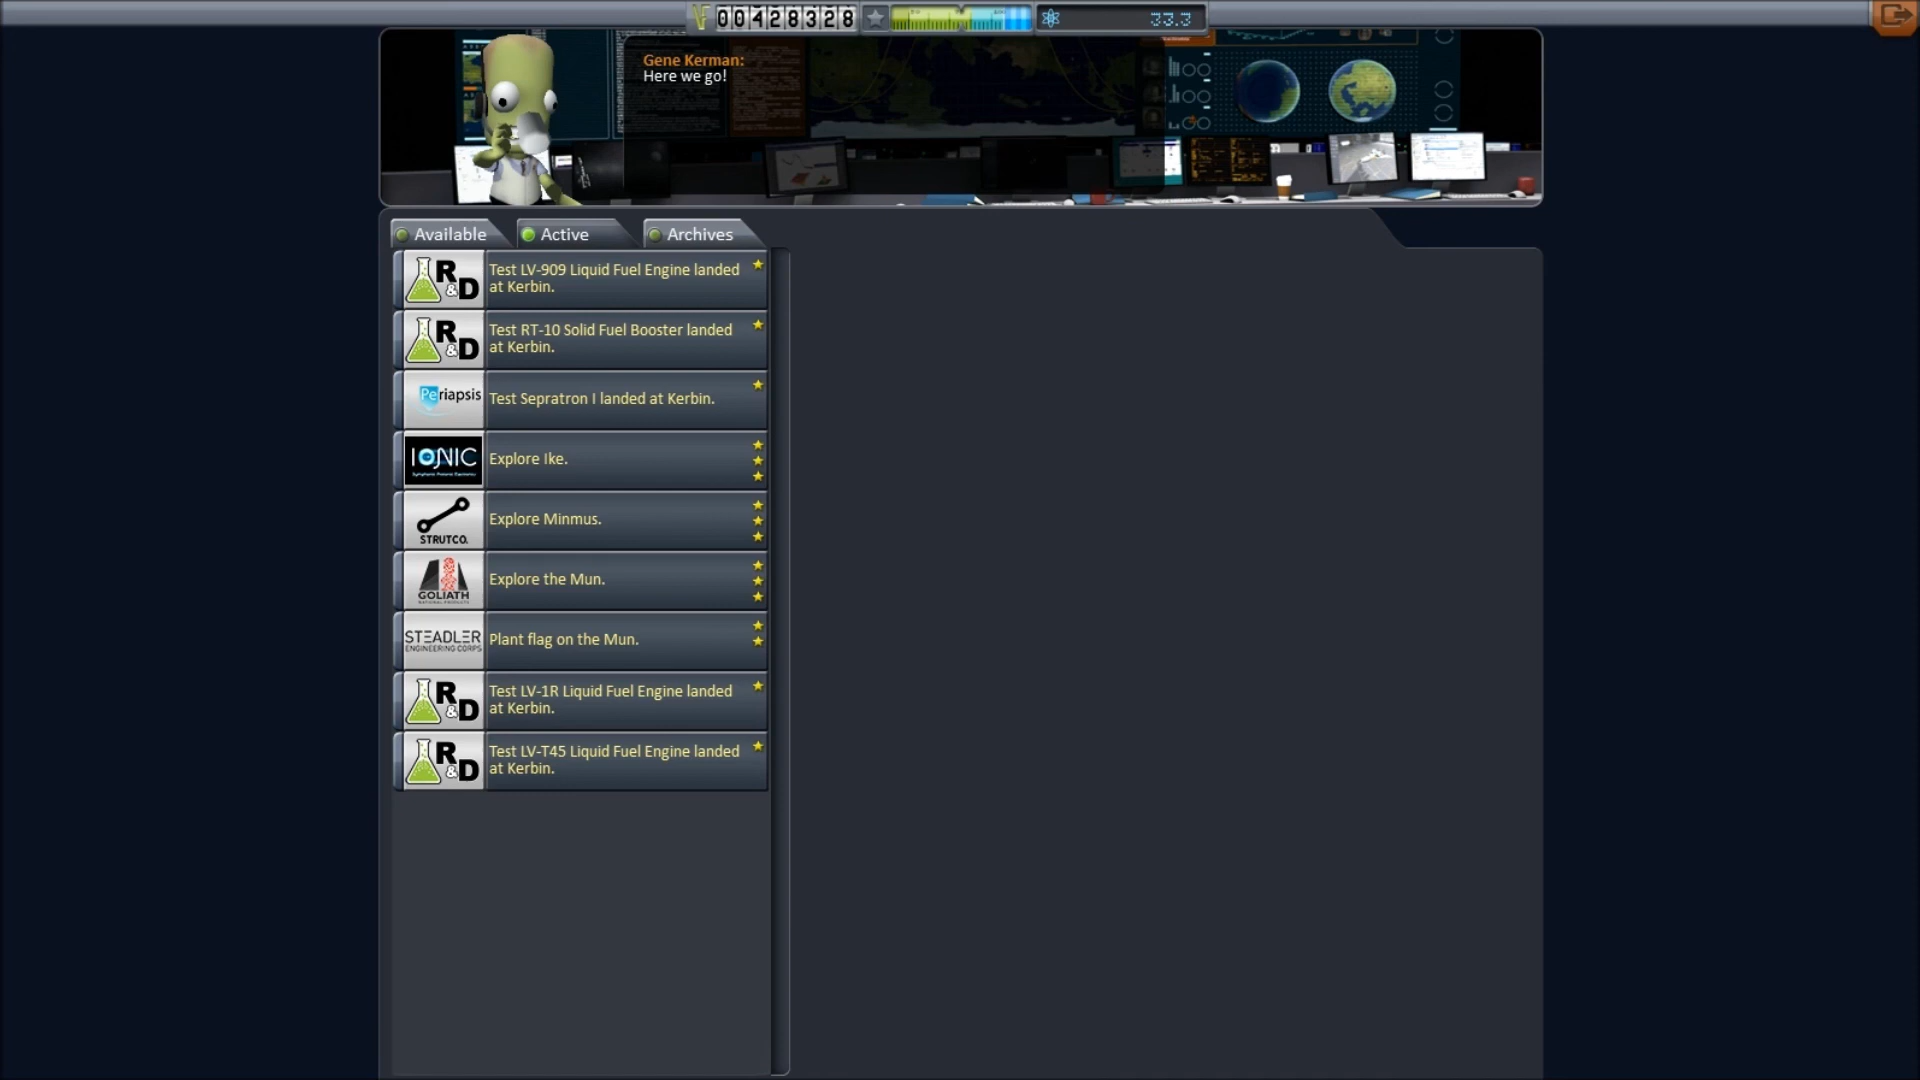 00428328
33.3
Gene Kerman:
Here we go!
Available
Active
Archives
R&D
Test LV-909 Liquid Fuel Engine landed
at Kerbin.
R&D
Test RT-10 Solid Fuel Booster landed
at Kerbin.
Periapsis
Test Sepratron I landed at Kerbin.
IONIC
Explore Ike.
STRUTCO.
Explore Minmus.
GOLIATH
NATIONAL PRODUCTS
Explore the Mun.
STEADLER
ENGINEERING CORPS
Plant flag on the Mun.
R&D
Test LV-1R Liquid Fuel Engine landed
at Kerbin.
R&D
Test LV-T45 Liquid Fuel Engine landed
at Kerbin.